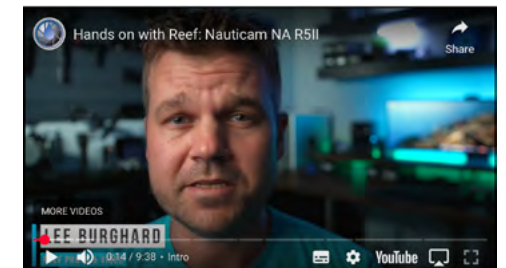 Hands on with Reef: Nauticam NA R5II
Share
MORE VIDEOS
LEE BURGHARD
0:14 / 9:38 • Intro
YouTube